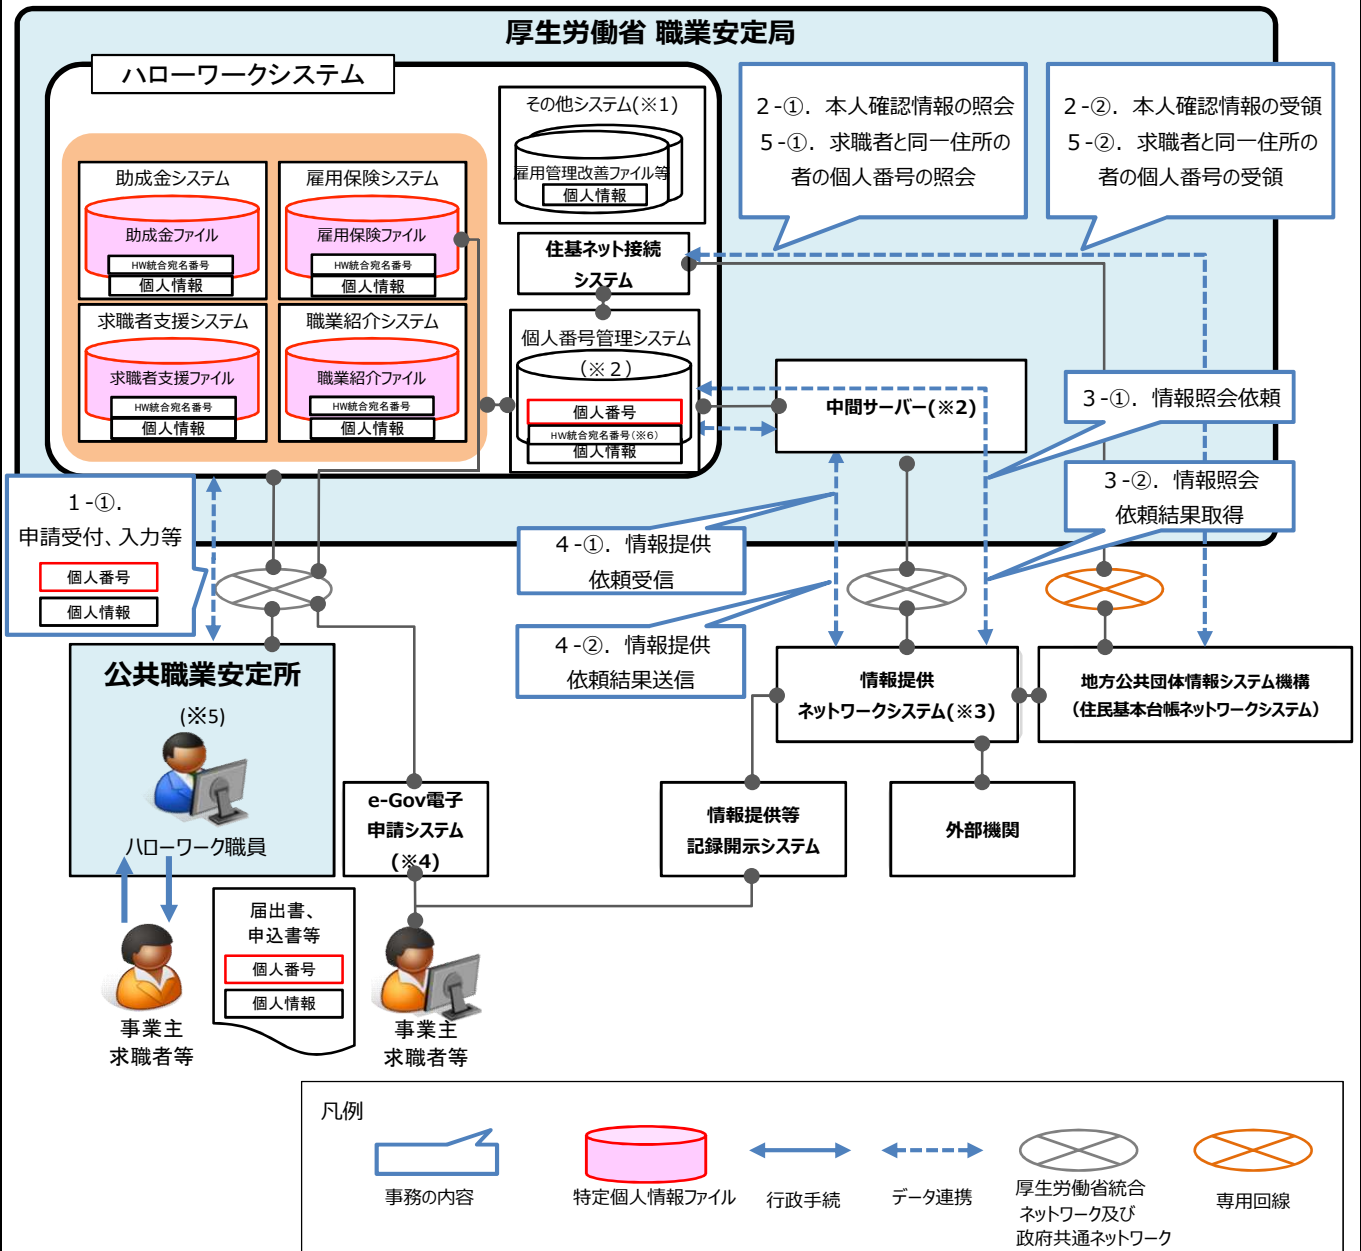 厚生労働省 職業安定局
ハローワークシステム
その他システム(※1)
雇用管理改善ファイル等
個人情報
2-①. 本人確認情報の照会
5-①. 求職者と同一住所の
者の個人番号の照会
2-②. 本人確認情報の受領
5-②. 求職者と同一住所の
者の個人番号の受領
助成金システム
助成金ファイル
HW統合宛名番号
個人情報
雇用保険システム
雇用保険ファイル
HW統合宛名番号
個人情報
住基ネット接続
システム
求職者支援システム
求職者支援ファイル
HW統合宛名番号
個人情報
職業紹介システム
職業紹介ファイル
HW統合宛名番号
個人情報
個人番号管理システム
(※2)
個人番号
HW統合宛名番号(※6)
個人情報
中間サーバー(※2)
3-①. 情報照会依頼
3-②. 情報照会
依頼結果取得
1-①.
申請受付、入力等
個人番号
個人情報
4-①. 情報提供
依頼受信
4-②. 情報提供
依頼結果送信
公共職業安定所
(※5)
ハローワーク職員
情報提供
ネットワークシステム(※3)
地方公共団体情報システム機構
(住民基本台帳ネットワークシステム)
e-Gov電子
申請システム
(※4)
情報提供等
記録開示システム
外部機関
届出書、
申込書等
個人番号
個人情報
事業主
求職者等
事業主
求職者等
凡例
事務の内容
特定個人情報ファイル
行政手続
データ連携
厚生労働省統合
ネットワーク及び
政府共通ネットワーク
専用回線